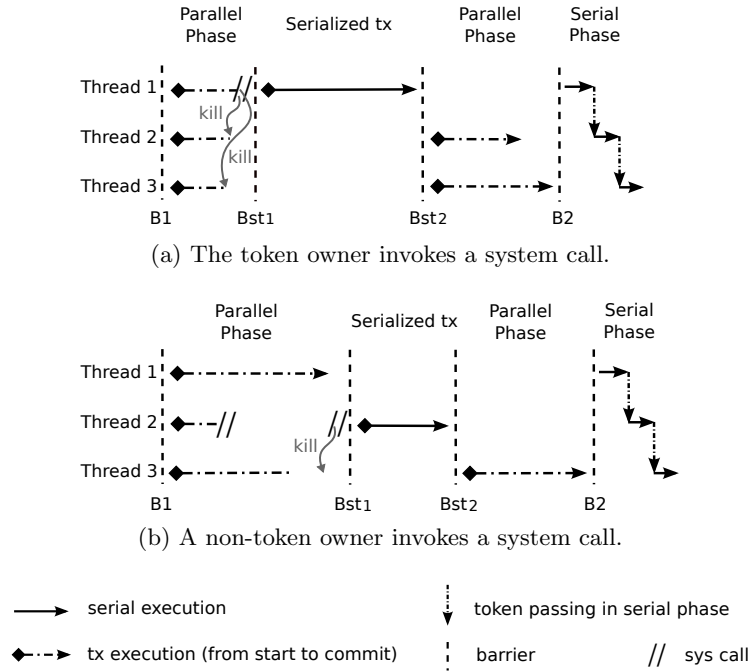 Parallel Phase
Serialized tx
Parallel Phase
Serial Phase
Thread 1
kill
Thread 2
kill
Thread 3
B1 Bst1 Bst2 B2
(a) The token owner invokes a system call.
Parallel Phase
Serialized tx
Parallel Phase
Serial Phase
Thread 1
Thread 2
kill
Thread 3
B1 Bst1 Bst2 B2
(b) A non-token owner invokes a system call.
serial execution
token passing in serial phase
tx execution (from start to commit)
barrier
sys call